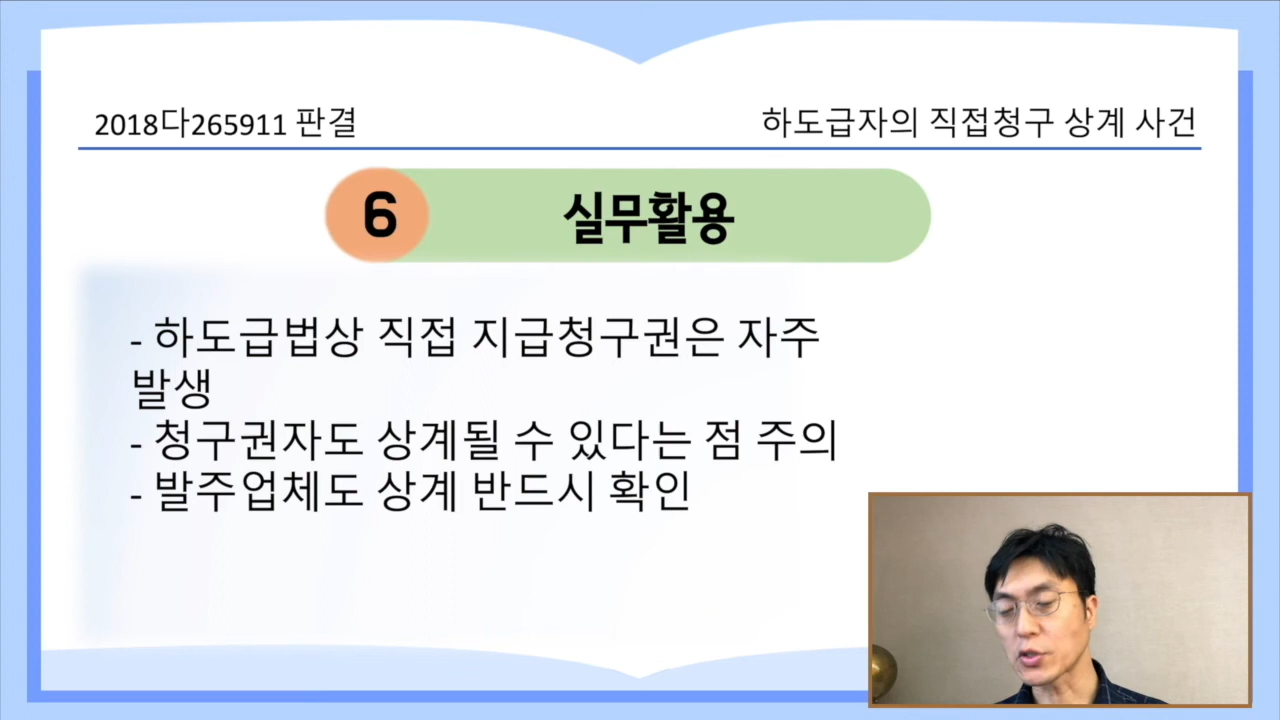 2018다265911 판결
하도급자의 직접청구 상계 사건
6 실무활용
- 하도급법상 직접 지급청구권은 자주
발생
- 청구권자도 상계될 수 있다는 점 주의
- 발주업체도 상계 반드시 확인